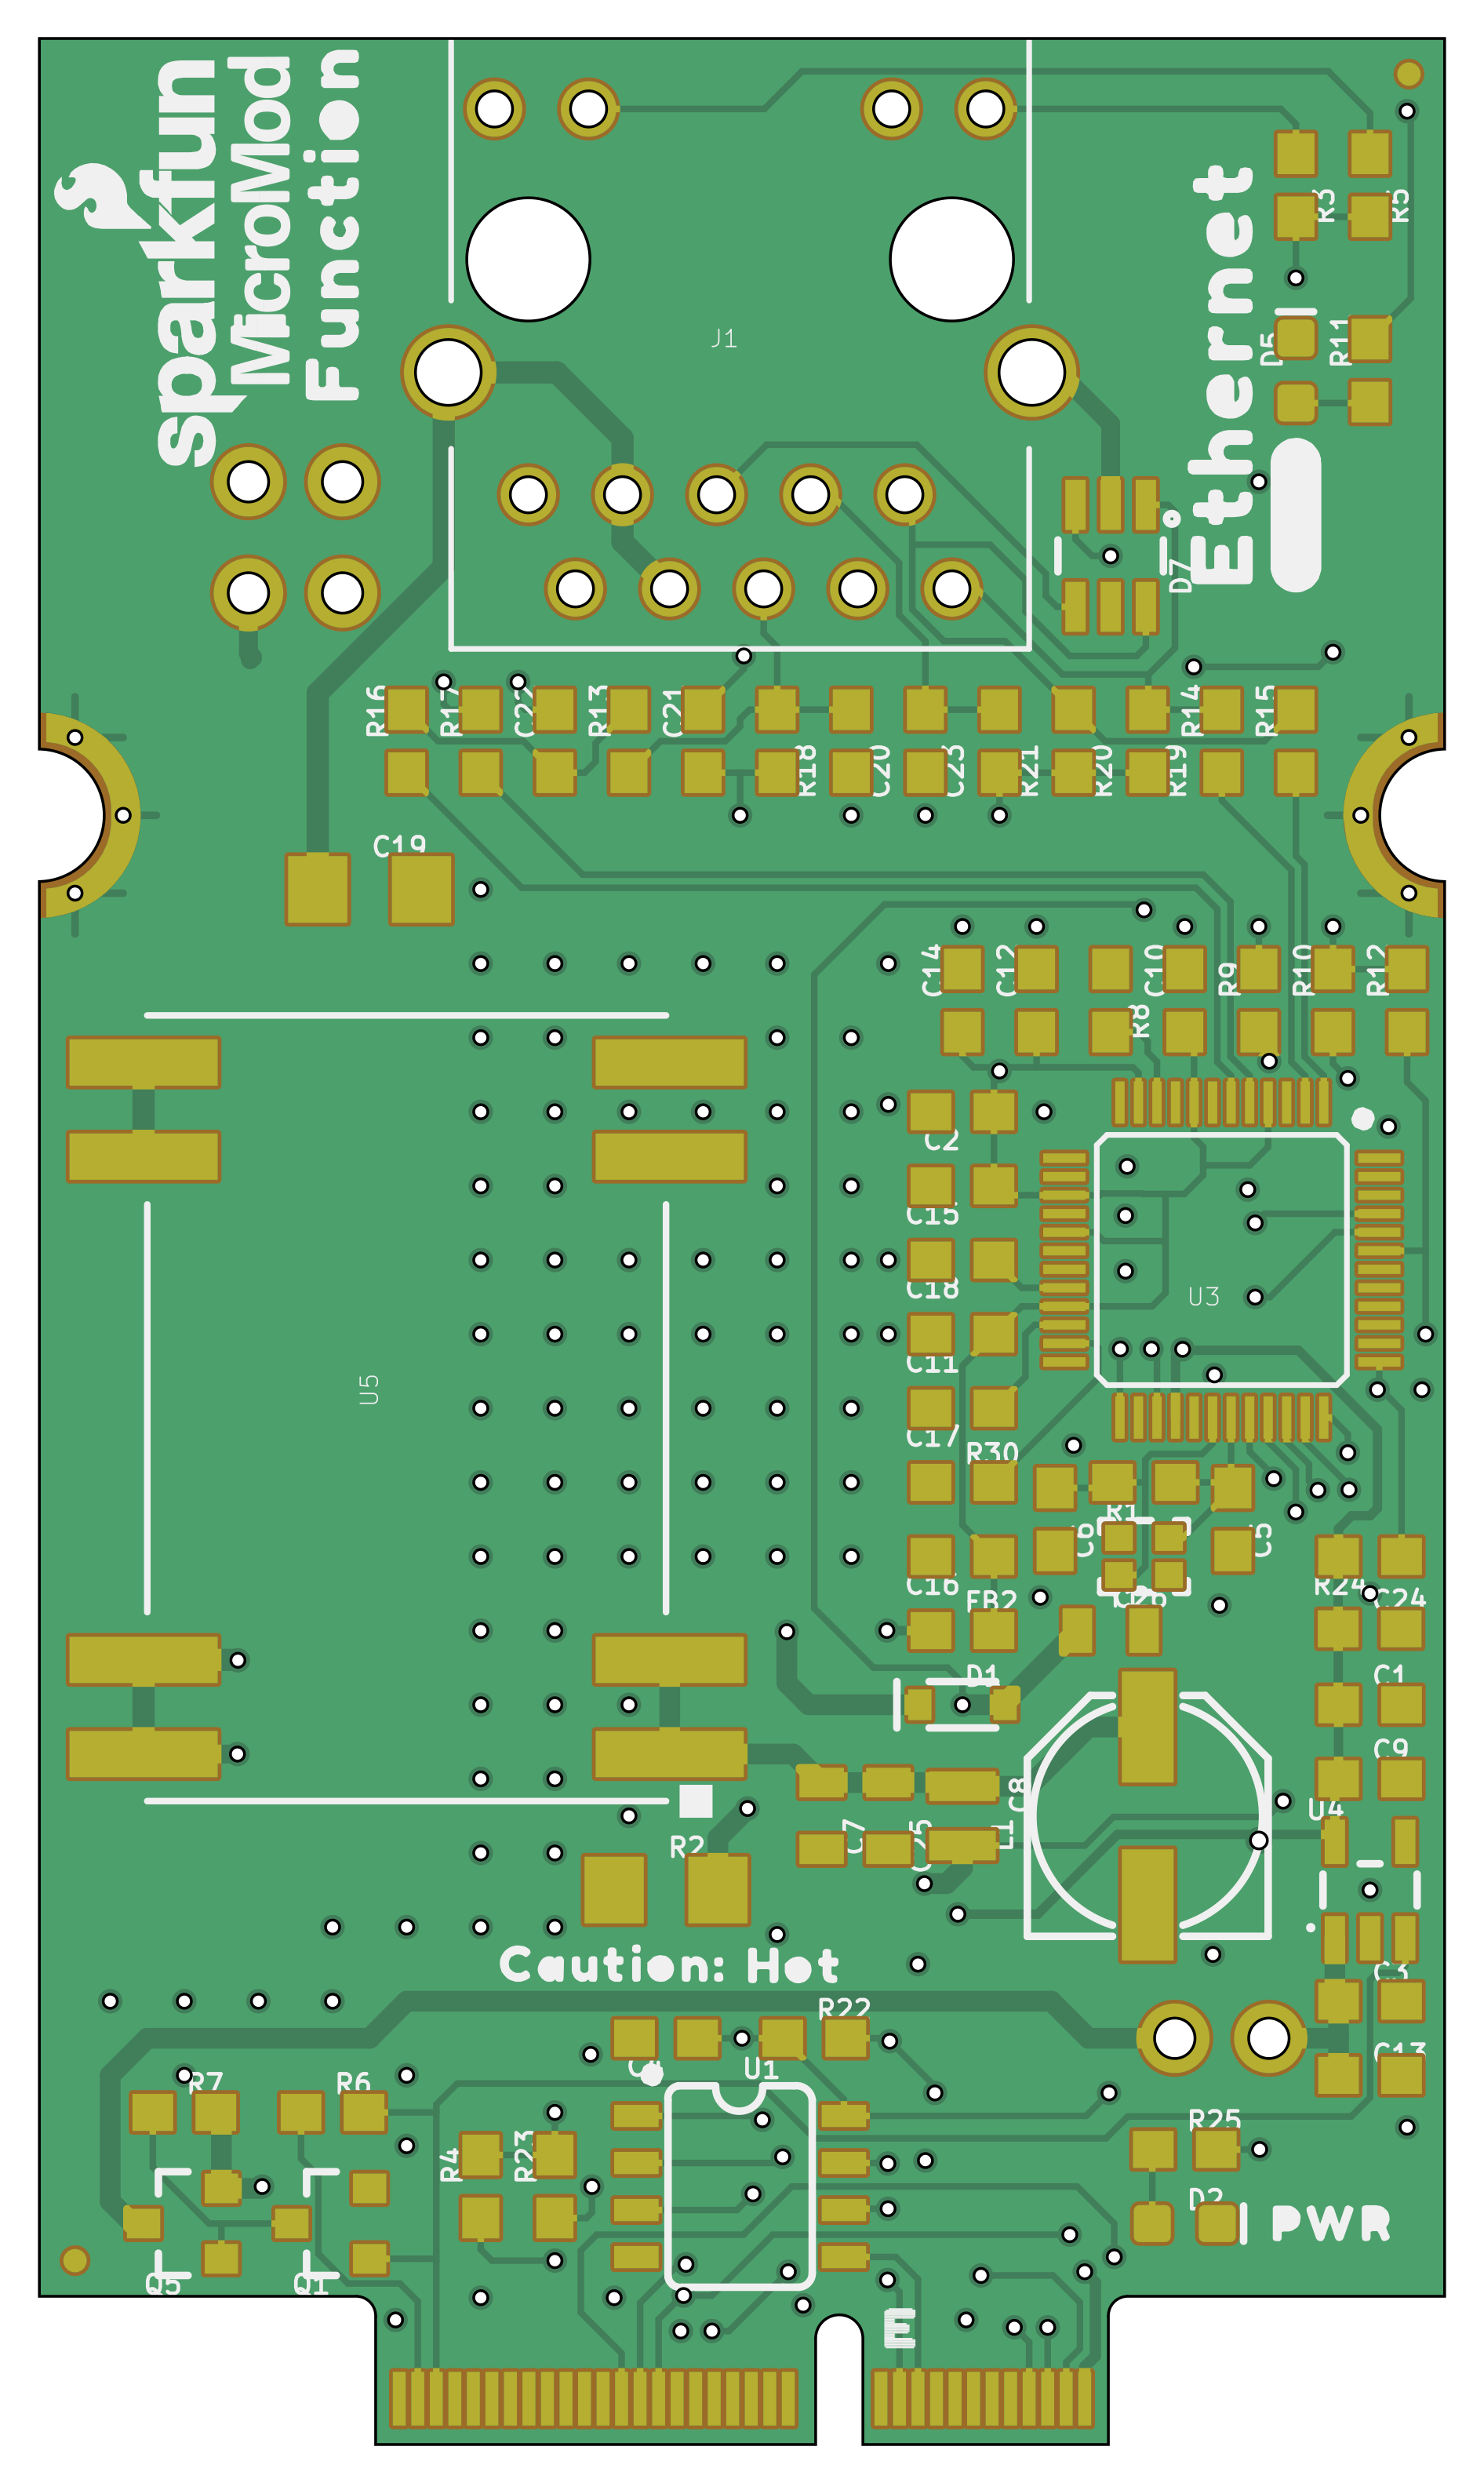 sparkfun
MicroMod
Function
Ethernet
R3
R5
J1
D5
R11
D7
R16
R17
C22
R13
C21
R14
R15
R18
C20
C23
R21
R20
R19
C19
C14
C12
C10
R9
R10
R12
R8
C2
C15
C18
U3
C11
U5
C17
R30
R1
C6
C5
C16
R24
C26
C24
FB2
D1
C1
C9
C8
U4
R2
C7
C25
L1
Caution: Hot
C3
R22
C4
U1
C13
R7
R6
R25
R4
R23
D2
PWR
Q5
Q1
E